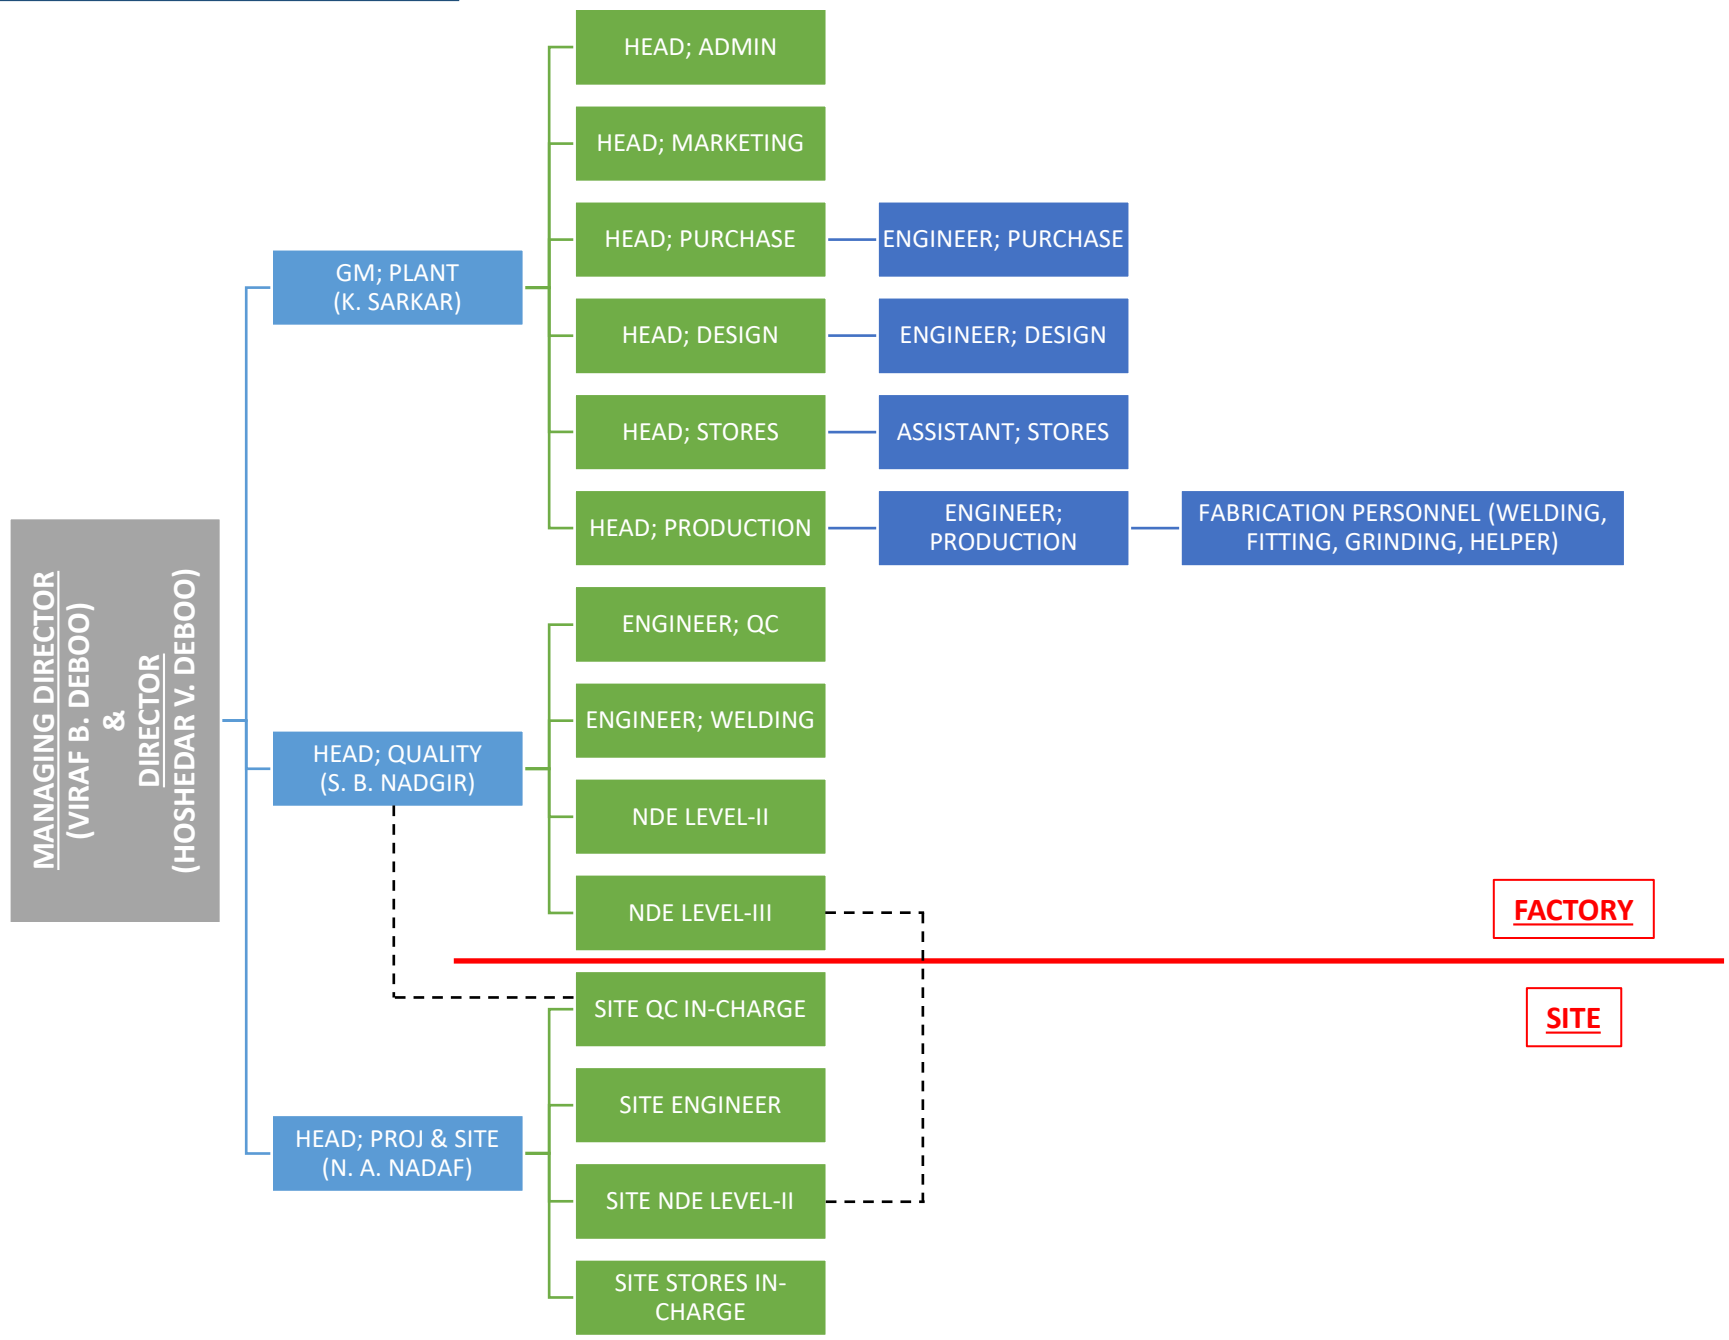 MANAGING DIRECTOR
(VIRAF B. DEBOO)
&
DIRECTOR
(HOSHEDAR V. DEBOO)
GM; PLANT
(K. SARKAR)
HEAD; ADMIN
HEAD; MARKETING
HEAD; PURCHASE
ENGINEER; PURCHASE
HEAD; DESIGN
ENGINEER; DESIGN
HEAD; STORES
ASSISTANT; STORES
HEAD; PRODUCTION
ENGINEER;
PRODUCTION
FABRICATION PERSONNEL (WELDING,
FITTING, GRINDING, HELPER)
HEAD; QUALITY
(S. B. NADGIR)
ENGINEER; QC
ENGINEER; WELDING
NDE LEVEL-II
NDE LEVEL-III
FACTORY
SITE
HEAD; PROJ & SITE
(N. A. NADAF)
SITE QC IN-CHARGE
SITE ENGINEER
SITE NDE LEVEL-II
SITE STORES IN-
CHARGE